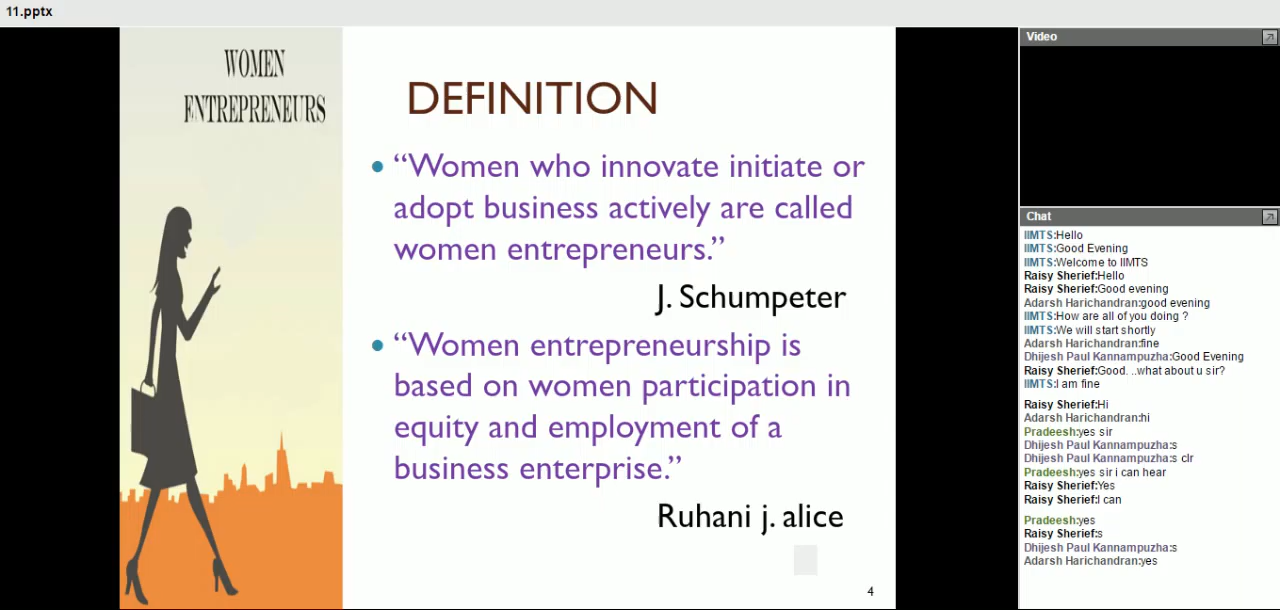 11.pptx
WOMEN
ENTREPRENEURS
DEFINITION
• “Women who innovate initiate or
adopt business actively are called
women entrepreneurs.”
J. Schumpeter
• “Women entrepreneurship is
based on women participation in
equity and employment of a
business enterprise.”
Ruhani j. alice
4
Video
Chat
IIMTS:Hello
IIMTS:Good Evening
IIMTS:Welcome to IIMTS
Raisy Sherief:Hello
Raisy Sherief:Good evening
Adarsh Harichandran:good evening
IIMTS:How are all of you doing ?
IIMTS:We will start shortly
Adarsh Harichandran:fine
Dhijesh Paul Kannampuzha:Good Evening
Raisy Sherief:Good. ..what about u sir?
IIMTS:I am fine
Raisy Sherief:Hi
Adarsh Harichandran:hi
Pradeesh:yes sir
Dhijesh Paul Kannampuzha:s
Dhijesh Paul Kannampuzha:s clr
Pradeesh:yes sir i can hear
Raisy Sherief:Yes
Raisy Sherief:I can
Pradeesh:yes
Raisy Sherief:s
Dhijesh Paul Kannampuzha:s
Adarsh Harichandran:yes